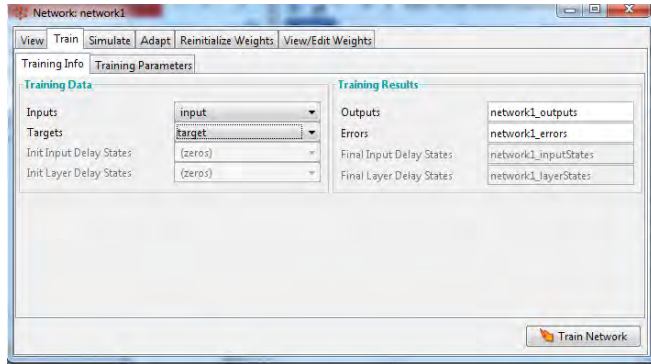 Network: network1
View Train Simulate Adapt Reinitialize Weights View/Edit Weights
Training Info Training Parameters
Training Data
Inputs input
Targets target
Init Input Delay States (zeros)
Init Layer Delay States (zeros)
Training Results
Outputs network1_outputs
Errors network1_errors
Final Input Delay States network1_inputStates
Final Layer Delay States network1_layerStates
Train Network